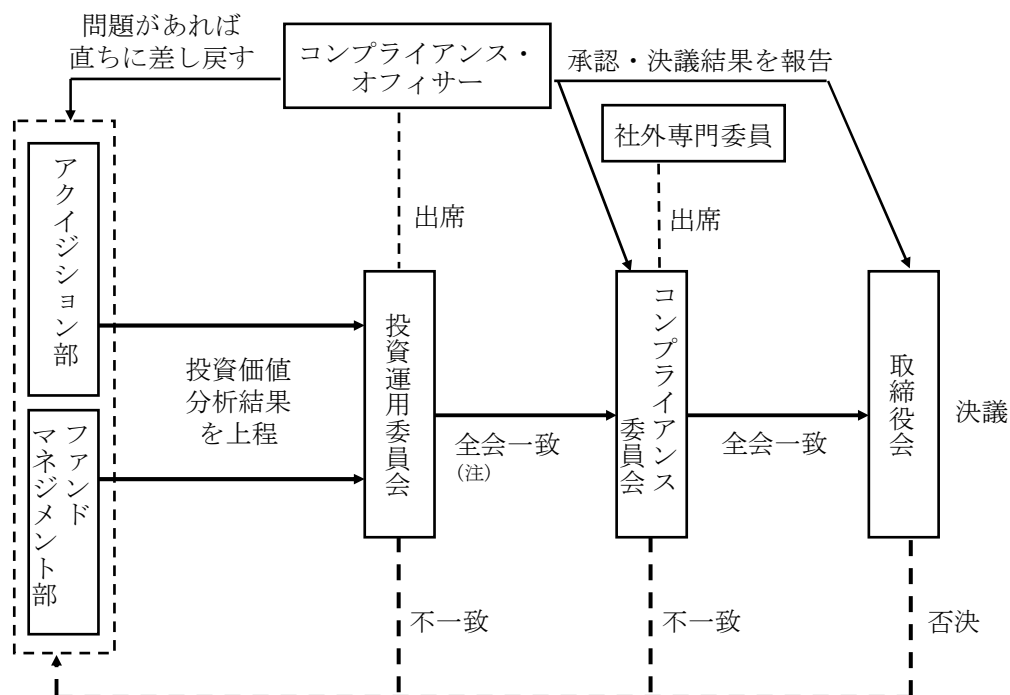 問題があれば
直ちに差し戻す
コンプライアンス・
オフィサー
承認・決議結果を報告
社外専門委員
出席
出席
アクイジション部
ファンド
マネジメント部
投資価値
分析結果
を上程
投資運用委員会
全会一致
(注)
コンプライアンス
委員会
全会一致
取締役会
決議
不一致
不一致
否決